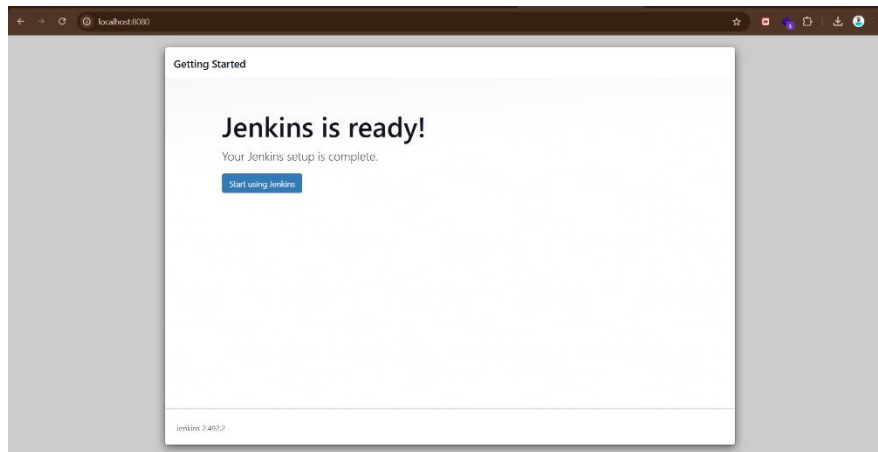 localhost:8080
Getting Started
Jenkins is ready!
Your Jenkins setup is complete.
Start using Jenkins
Jenkins 2.492.2